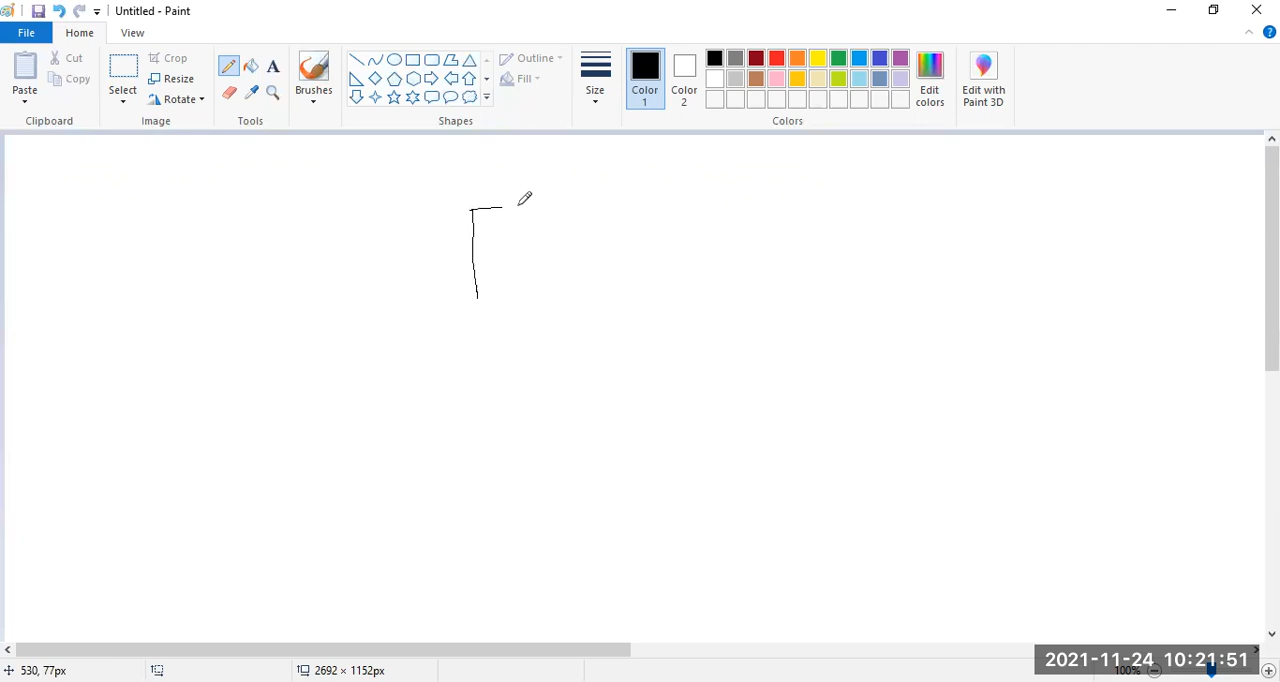 Untitled - Paint
File Home View
Paste
Cut
Copy
Clipboard
Select
Crop
Resize
Rotate
Image
A
Tools
Brushes
Shapes
Outline
Fill
Size
Color 1
Color 2
Colors
Edit colors
Edit with Paint 3D
530, 77px
2692 × 1152px
100%
2021-11-24 10:21:51